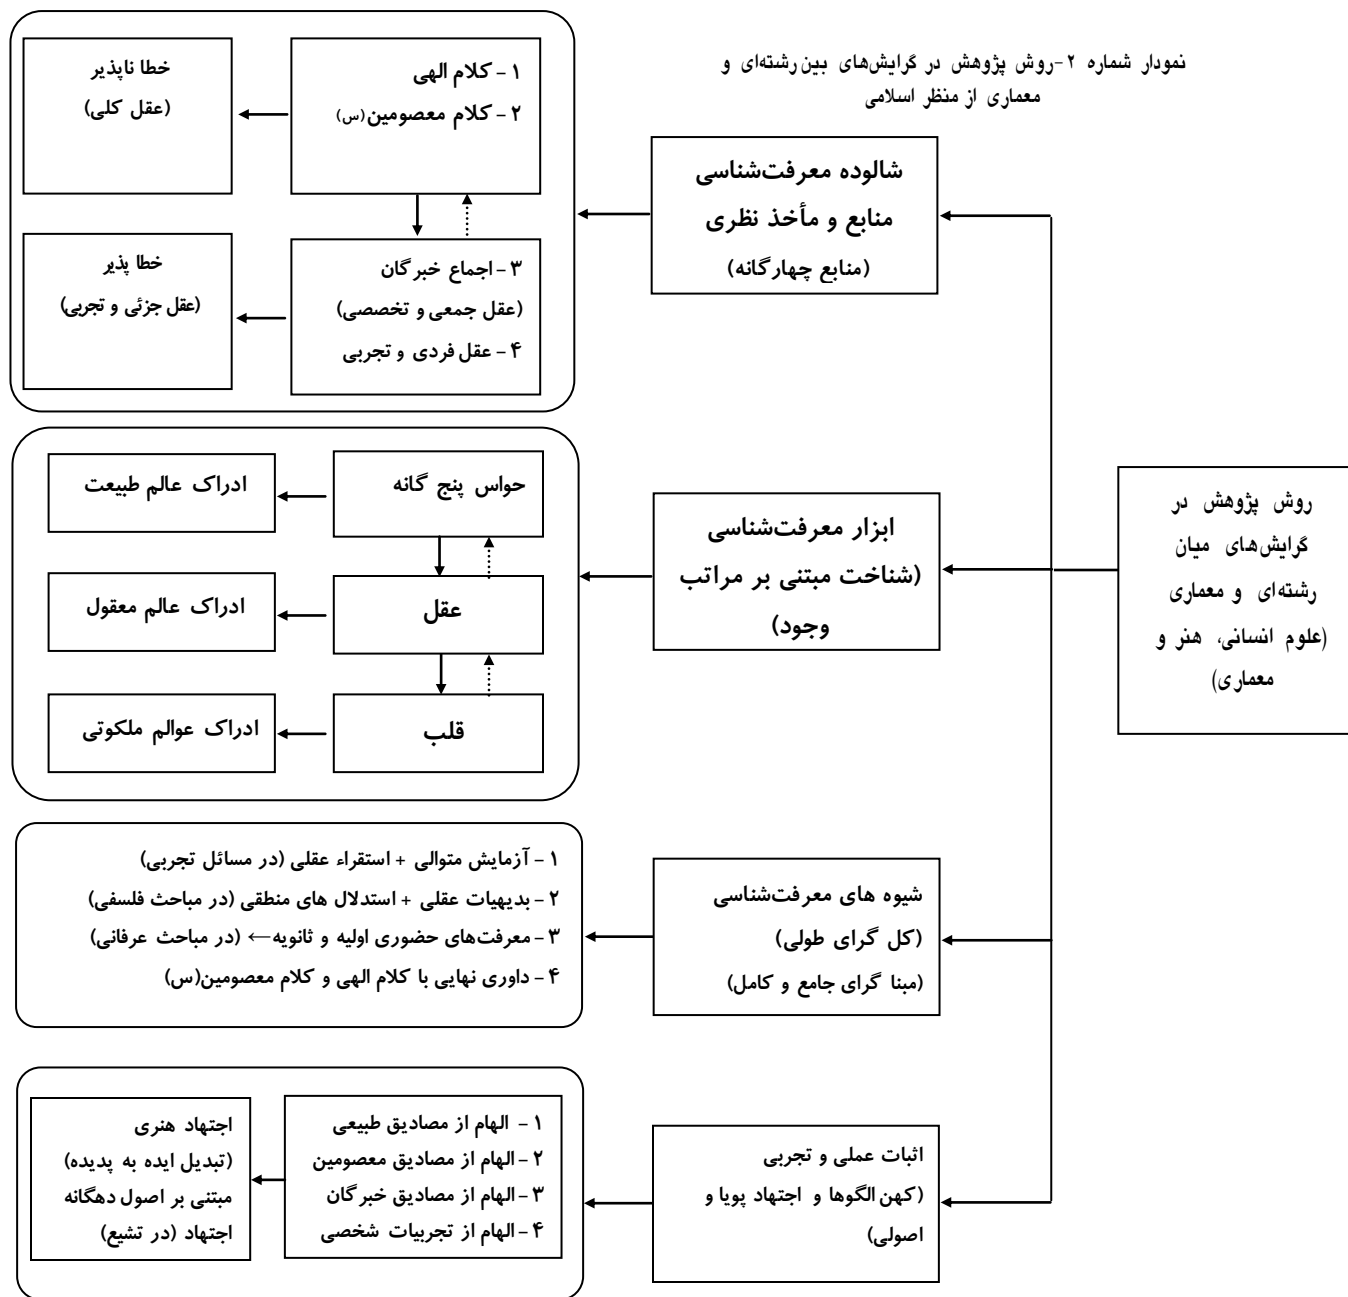 نمودار شماره ۲-روش پژوهش در گرایش‌های بین‌رشته‌ای و
معماری از منظر اسلامی
روش پژوهش در
گرایش‌های میان
رشته‌ای و معماری
(علوم انسانی، هنر و
معماری)
شالوده معرفت‌شناسی
منابع و مأخذ نظری
(منابع چهارگانه)
۱- کلام الهی
۲- کلام معصومین(س)
خطا ناپذیر
(عقل کلی)
۳- اجماع خبرگان
(عقل جمعی و تخصصی)
۴- عقل فردی و تجربی
خطا پذیر
(عقل جزئی و تجربی)
ابزار معرفت‌شناسی
(شناخت مبتنی بر مراتب
وجود)
حواس پنج گانه
ادراک عالم طبیعت
عقل
ادراک عالم معقول
قلب
ادراک عوالم ملکوتی
شیوه های معرفت‌شناسی
(کل گرای طولی)
(مبنا گرای جامع و کامل)
۱- آزمایش متوالی + استقراء عقلی (در مسائل تجربی)
۲- بدیهیات عقلی + استدلال های منطقی (در مباحث فلسفی)
۳- معرفت‌های حضوری اولیه و ثانویه← (در مباحث عرفانی)
۴- داوری نهایی با کلام الهی و کلام معصومین(س)
اثبات عملی و تجربی
(کهن الگوها و اجتهاد پویا و
اصولی)
۱- الهام از مصادیق طبیعی
۲- الهام از مصادیق معصومین
۳- الهام از مصادیق خبرگان
۴- الهام از تجربیات شخصی
اجتهاد هنری
(تبدیل ایده به پدیده)
مبتنی بر اصول دهگانه
اجتهاد (در تشیع)